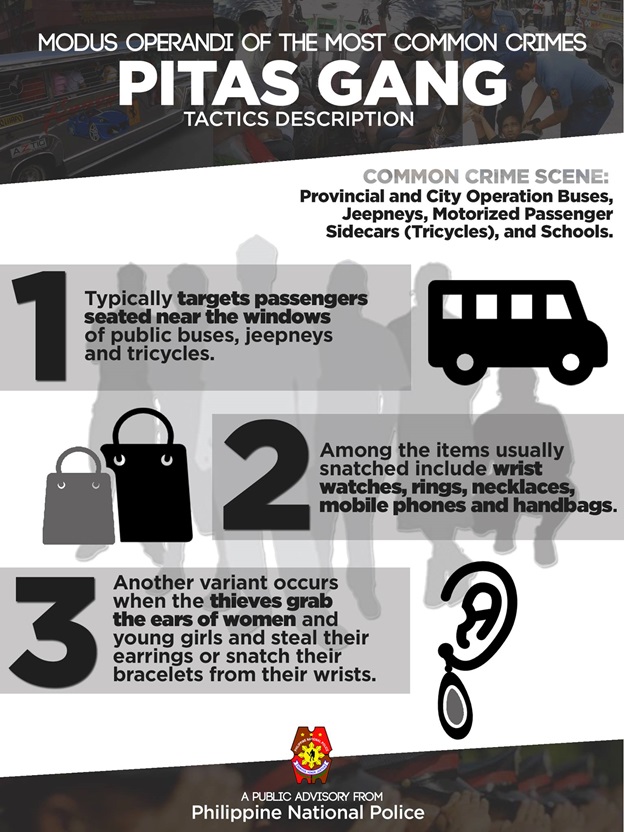 MODUS OPERANDI OF THE MOST COMMON CRIMES
PITAS GANG
TACTICS DESCRIPTION
COMMON CRIME SCENE:
Provincial and City Operation Buses,
Jeepneys, Motorized Passenger
Sidecars (Tricycles), and Schools.
1
Typically targets passengers
seated near the windows
of public buses, jeepneys
and tricycles.
2
Among the items usually
snatched include wrist
watches, rings, necklaces,
mobile phones and handbags.
3
Another variant occurs
when the thieves grab
the ears of women and
young girls and steal their
earrings or snatch their
bracelets from their wrists.
A PUBLIC ADVISORY FROM
Philippine National Police